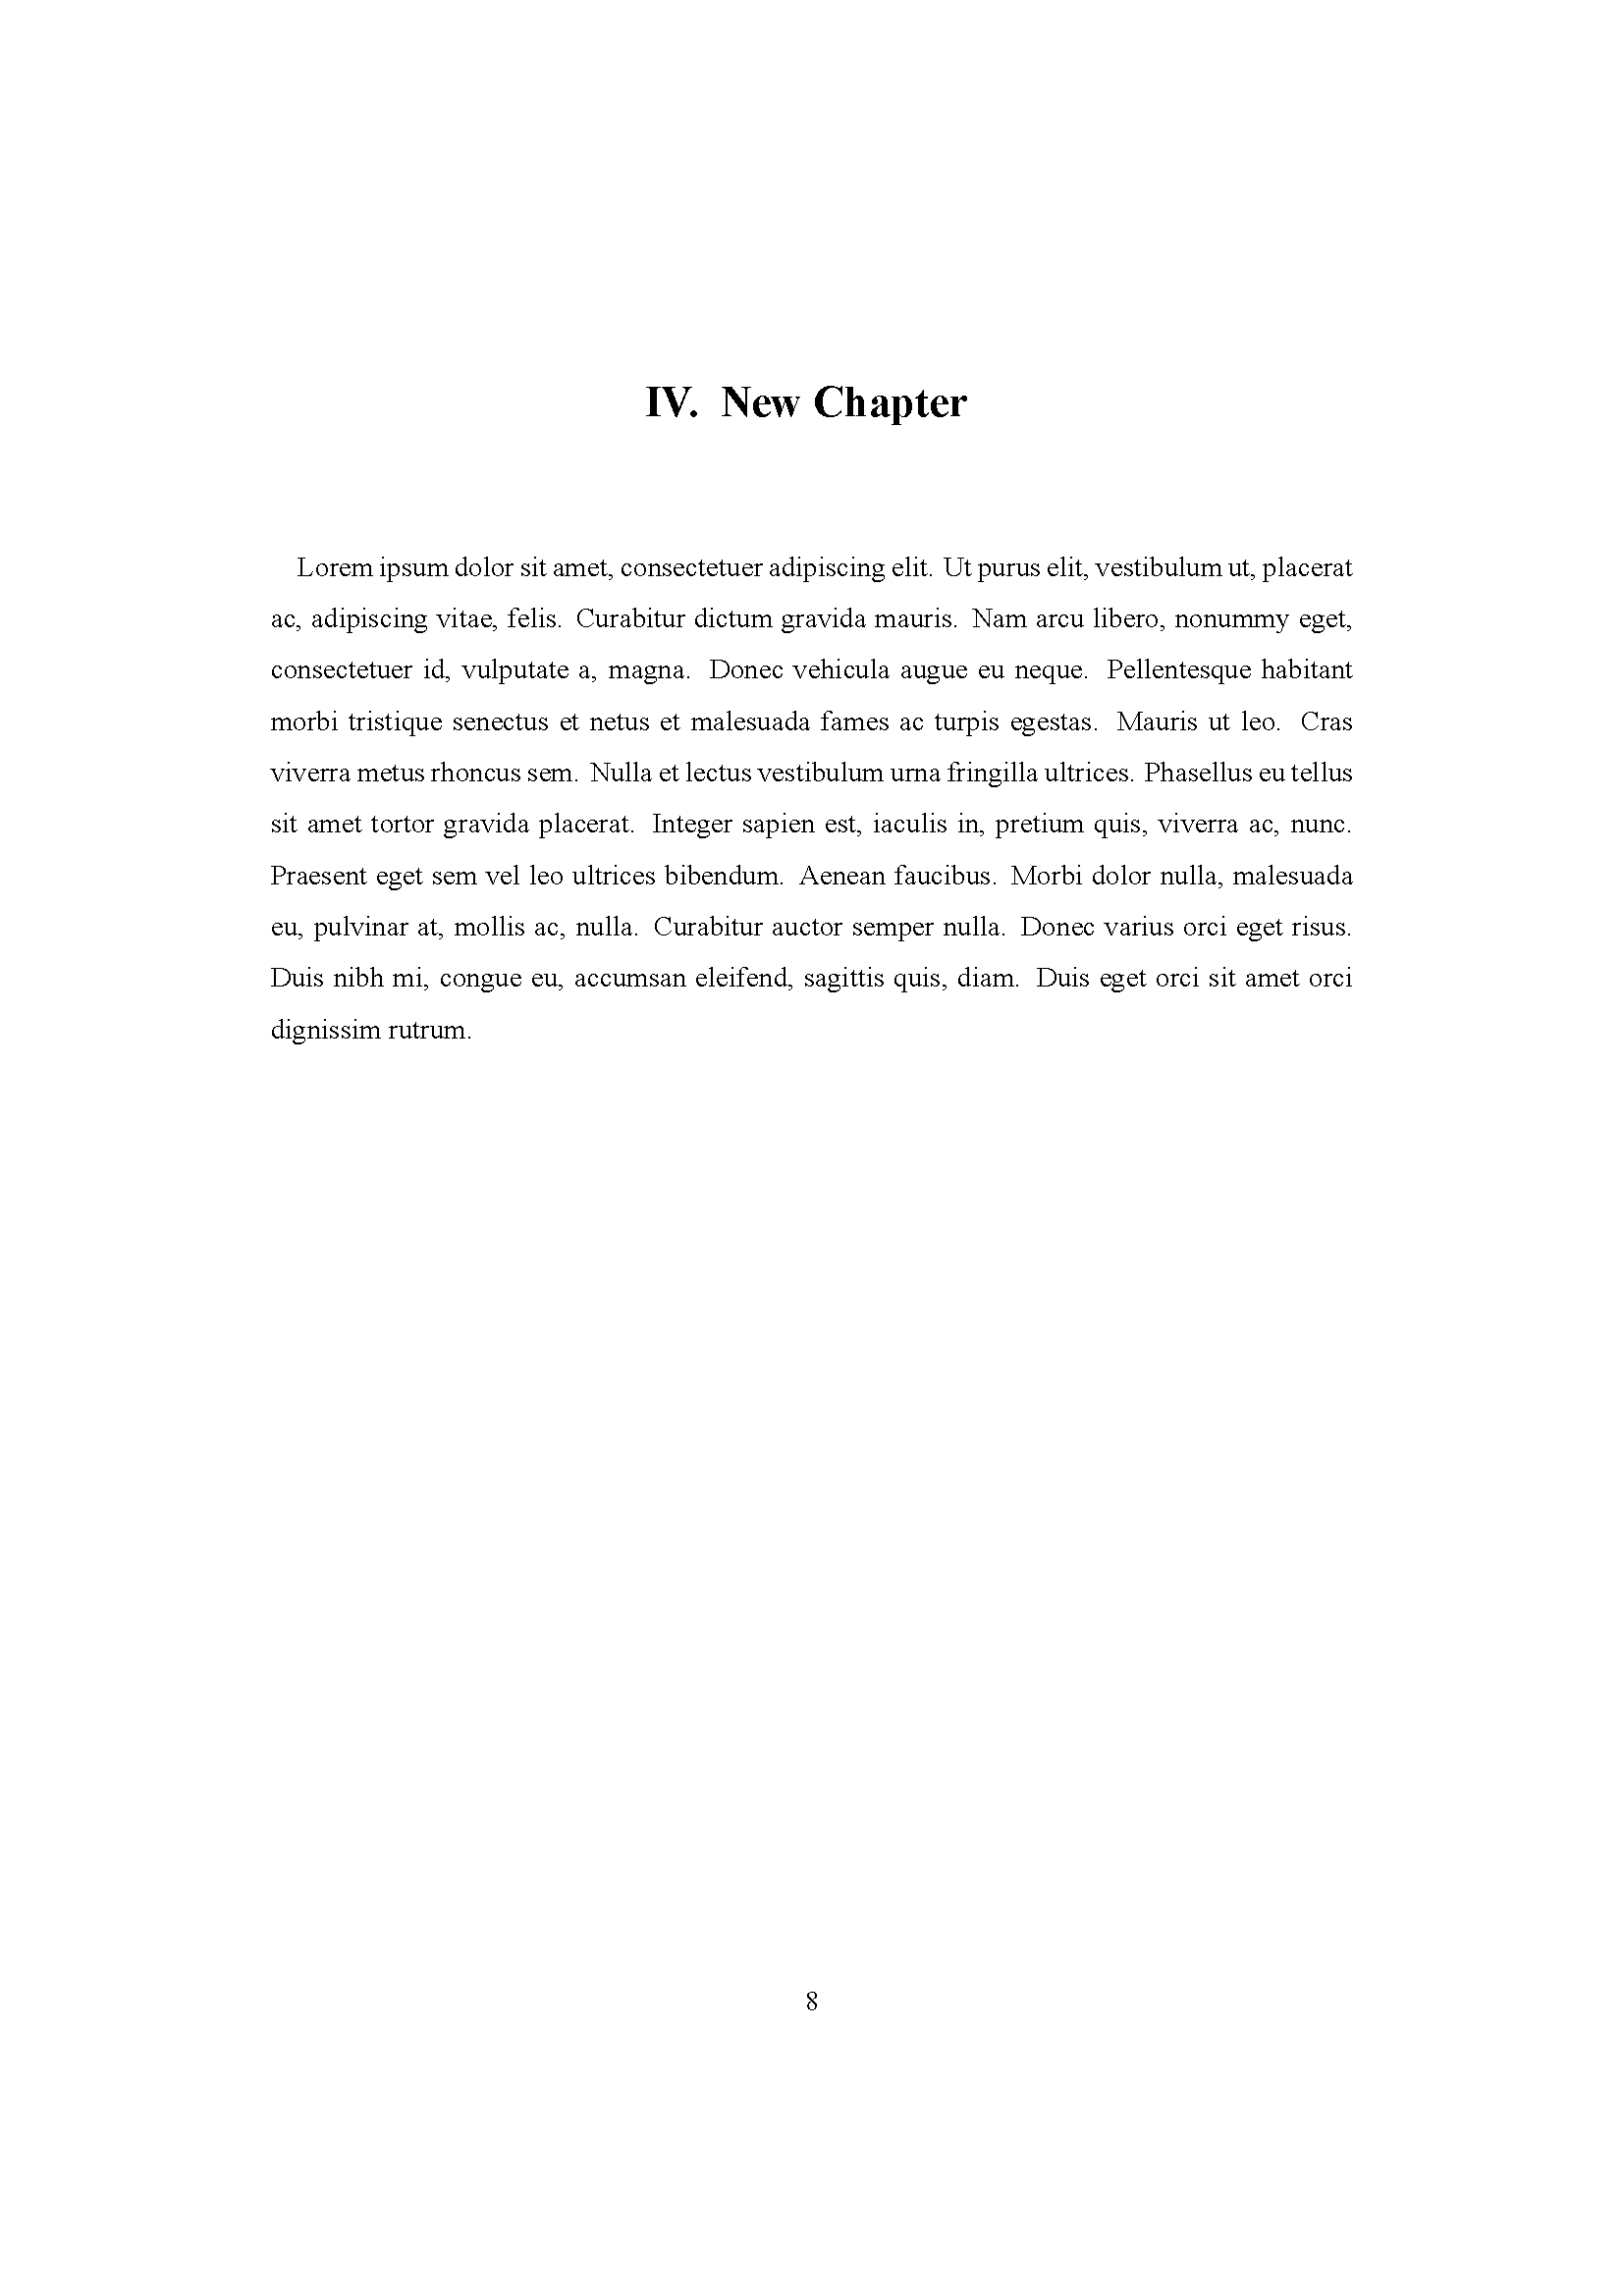 IV. New Chapter
Lorem ipsum dolor sit amet, consectetuer adipiscing elit. Ut purus elit, vestibulum ut, placerat
ac, adipiscing vitae, felis. Curabitur dictum gravida mauris. Nam arcu libero, nonummy eget,
consectetuer id, vulputate a, magna. Donec vehicula augue eu neque. Pellentesque habitant
morbi tristique senectus et netus et malesuada fames ac turpis egestas. Mauris ut leo. Cras
viverra metus rhoncus sem. Nulla et lectus vestibulum urna fringilla ultrices. Phasellus eu tellus
sit amet tortor gravida placerat. Integer sapien est, iaculis in, pretium quis, viverra ac, nunc.
Praesent eget sem vel leo ultrices bibendum. Aenean faucibus. Morbi dolor nulla, malesuada
eu, pulvinar at, mollis ac, nulla. Curabitur auctor semper nulla. Donec varius orci eget risus.
Duis nibh mi, congue eu, accumsan eleifend, sagittis quis, diam. Duis eget orci sit amet orci
dignissim rutrum.
8